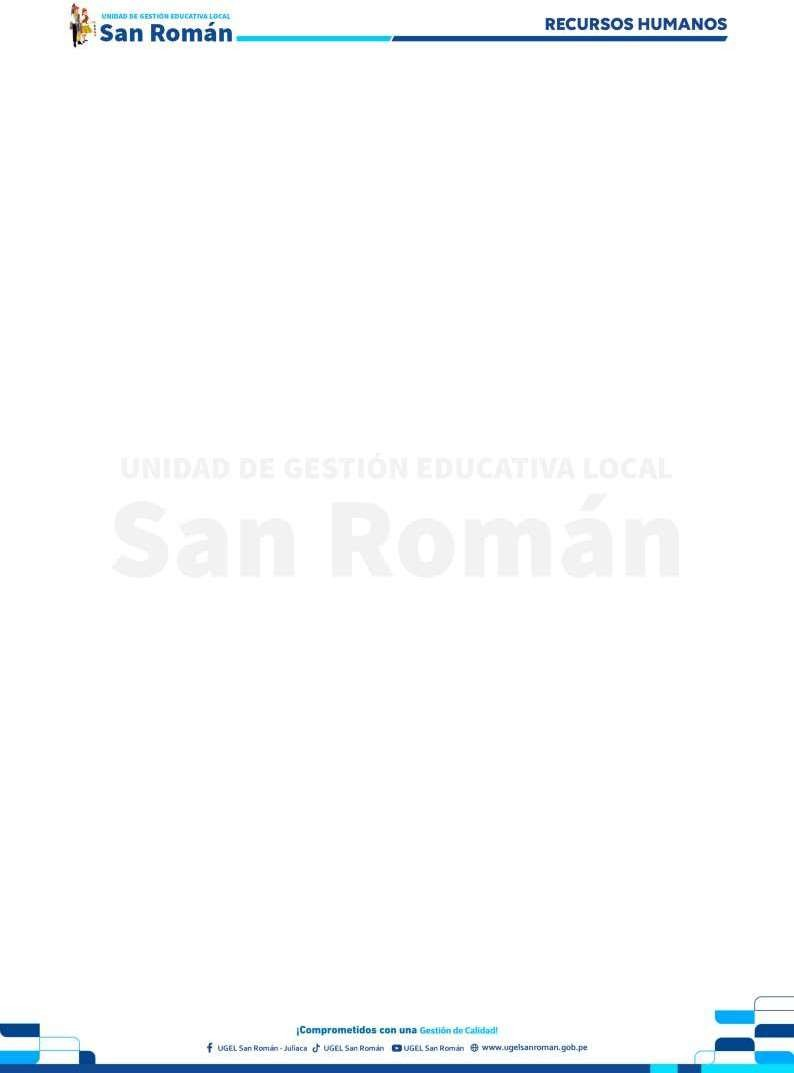 UNIDAD DE GESTIÓN EDUCATIVA LOCAL
San Román
RECURSOS HUMANOS
UNIDAD DE GESTIÓN EDUCATIVA LOCAL
San Román
¡Comprometidos con una Gestión de Calidad!
UGEL San Román - Juliaca UGEL San Román UGEL San Román www.ugelsanroman.gob.pe